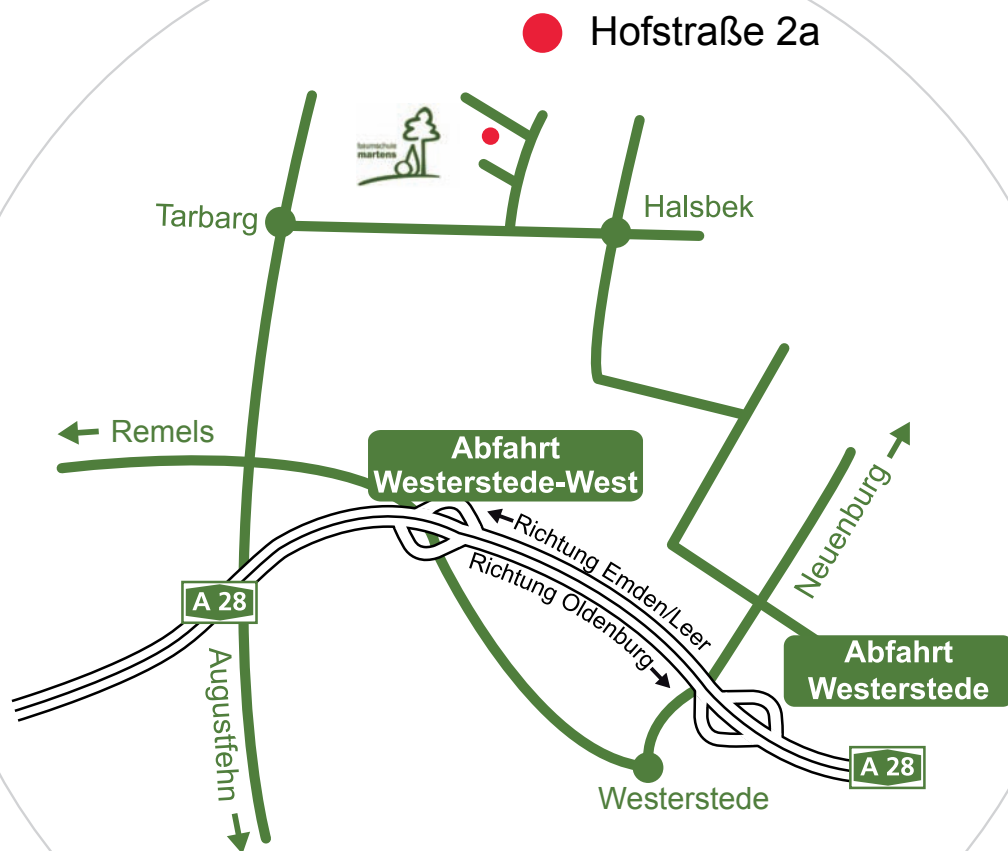 Hofstraße 2a
baumschule
martens
Tarbarg
Halsbek
Remels
Abfahrt
Westerstede-West
Neuenburg
Richtung Emden/Leer
Richtung Oldenburg
A 28
Abfahrt
Westerstede
Augustfehn
A 28
Westerstede